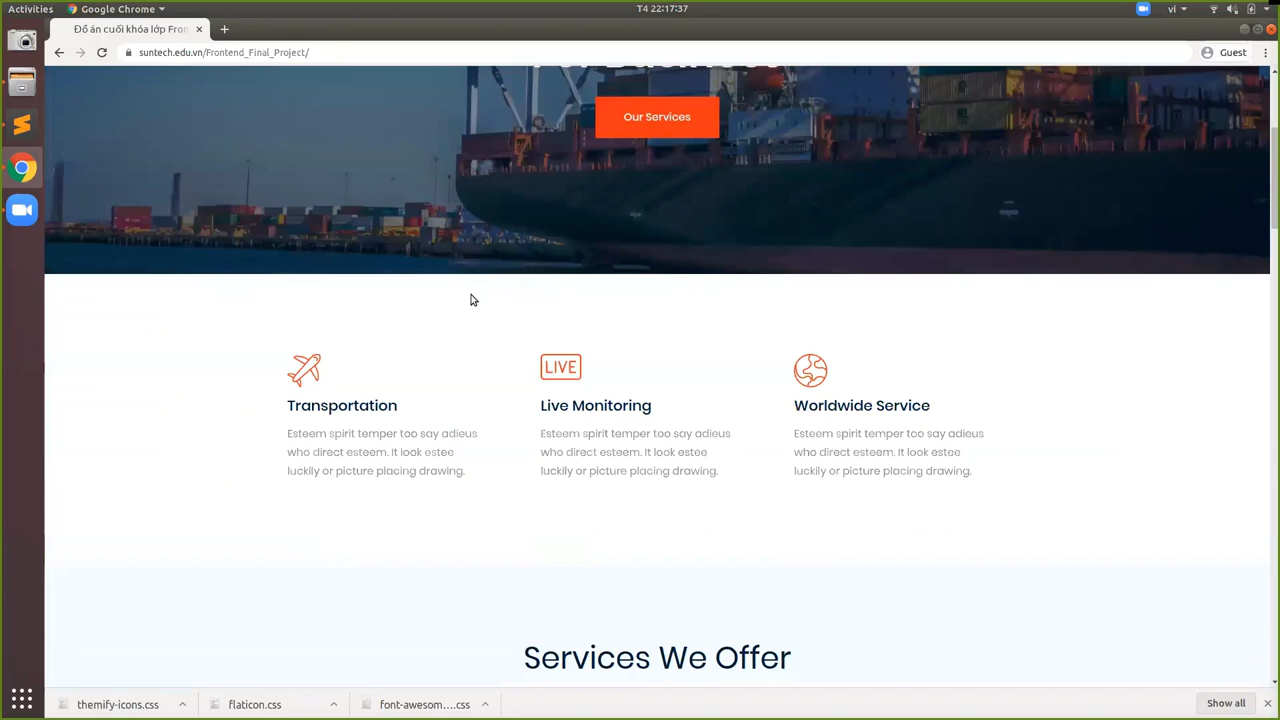 Activities
Google Chrome
T4 22:17:37
vi
Đồ án cuối khóa lớp Fron
suntech.edu.vn/Frontend_Final_Project/
Guest
Our Services
LIVE
Transportation
Live Monitoring
Worldwide Service
Esteem spirit temper too say adieus
who direct esteem. It look estee
luckily or picture placing drawing.
Esteem spirit temper too say adieus
who direct esteem. It look estee
luckily or picture placing drawing.
Esteem spirit temper too say adieus
who direct esteem. It look estee
luckily or picture placing drawing.
Services We Offer
themify-icons.css
flaticon.css
font-awesom....css
Show all